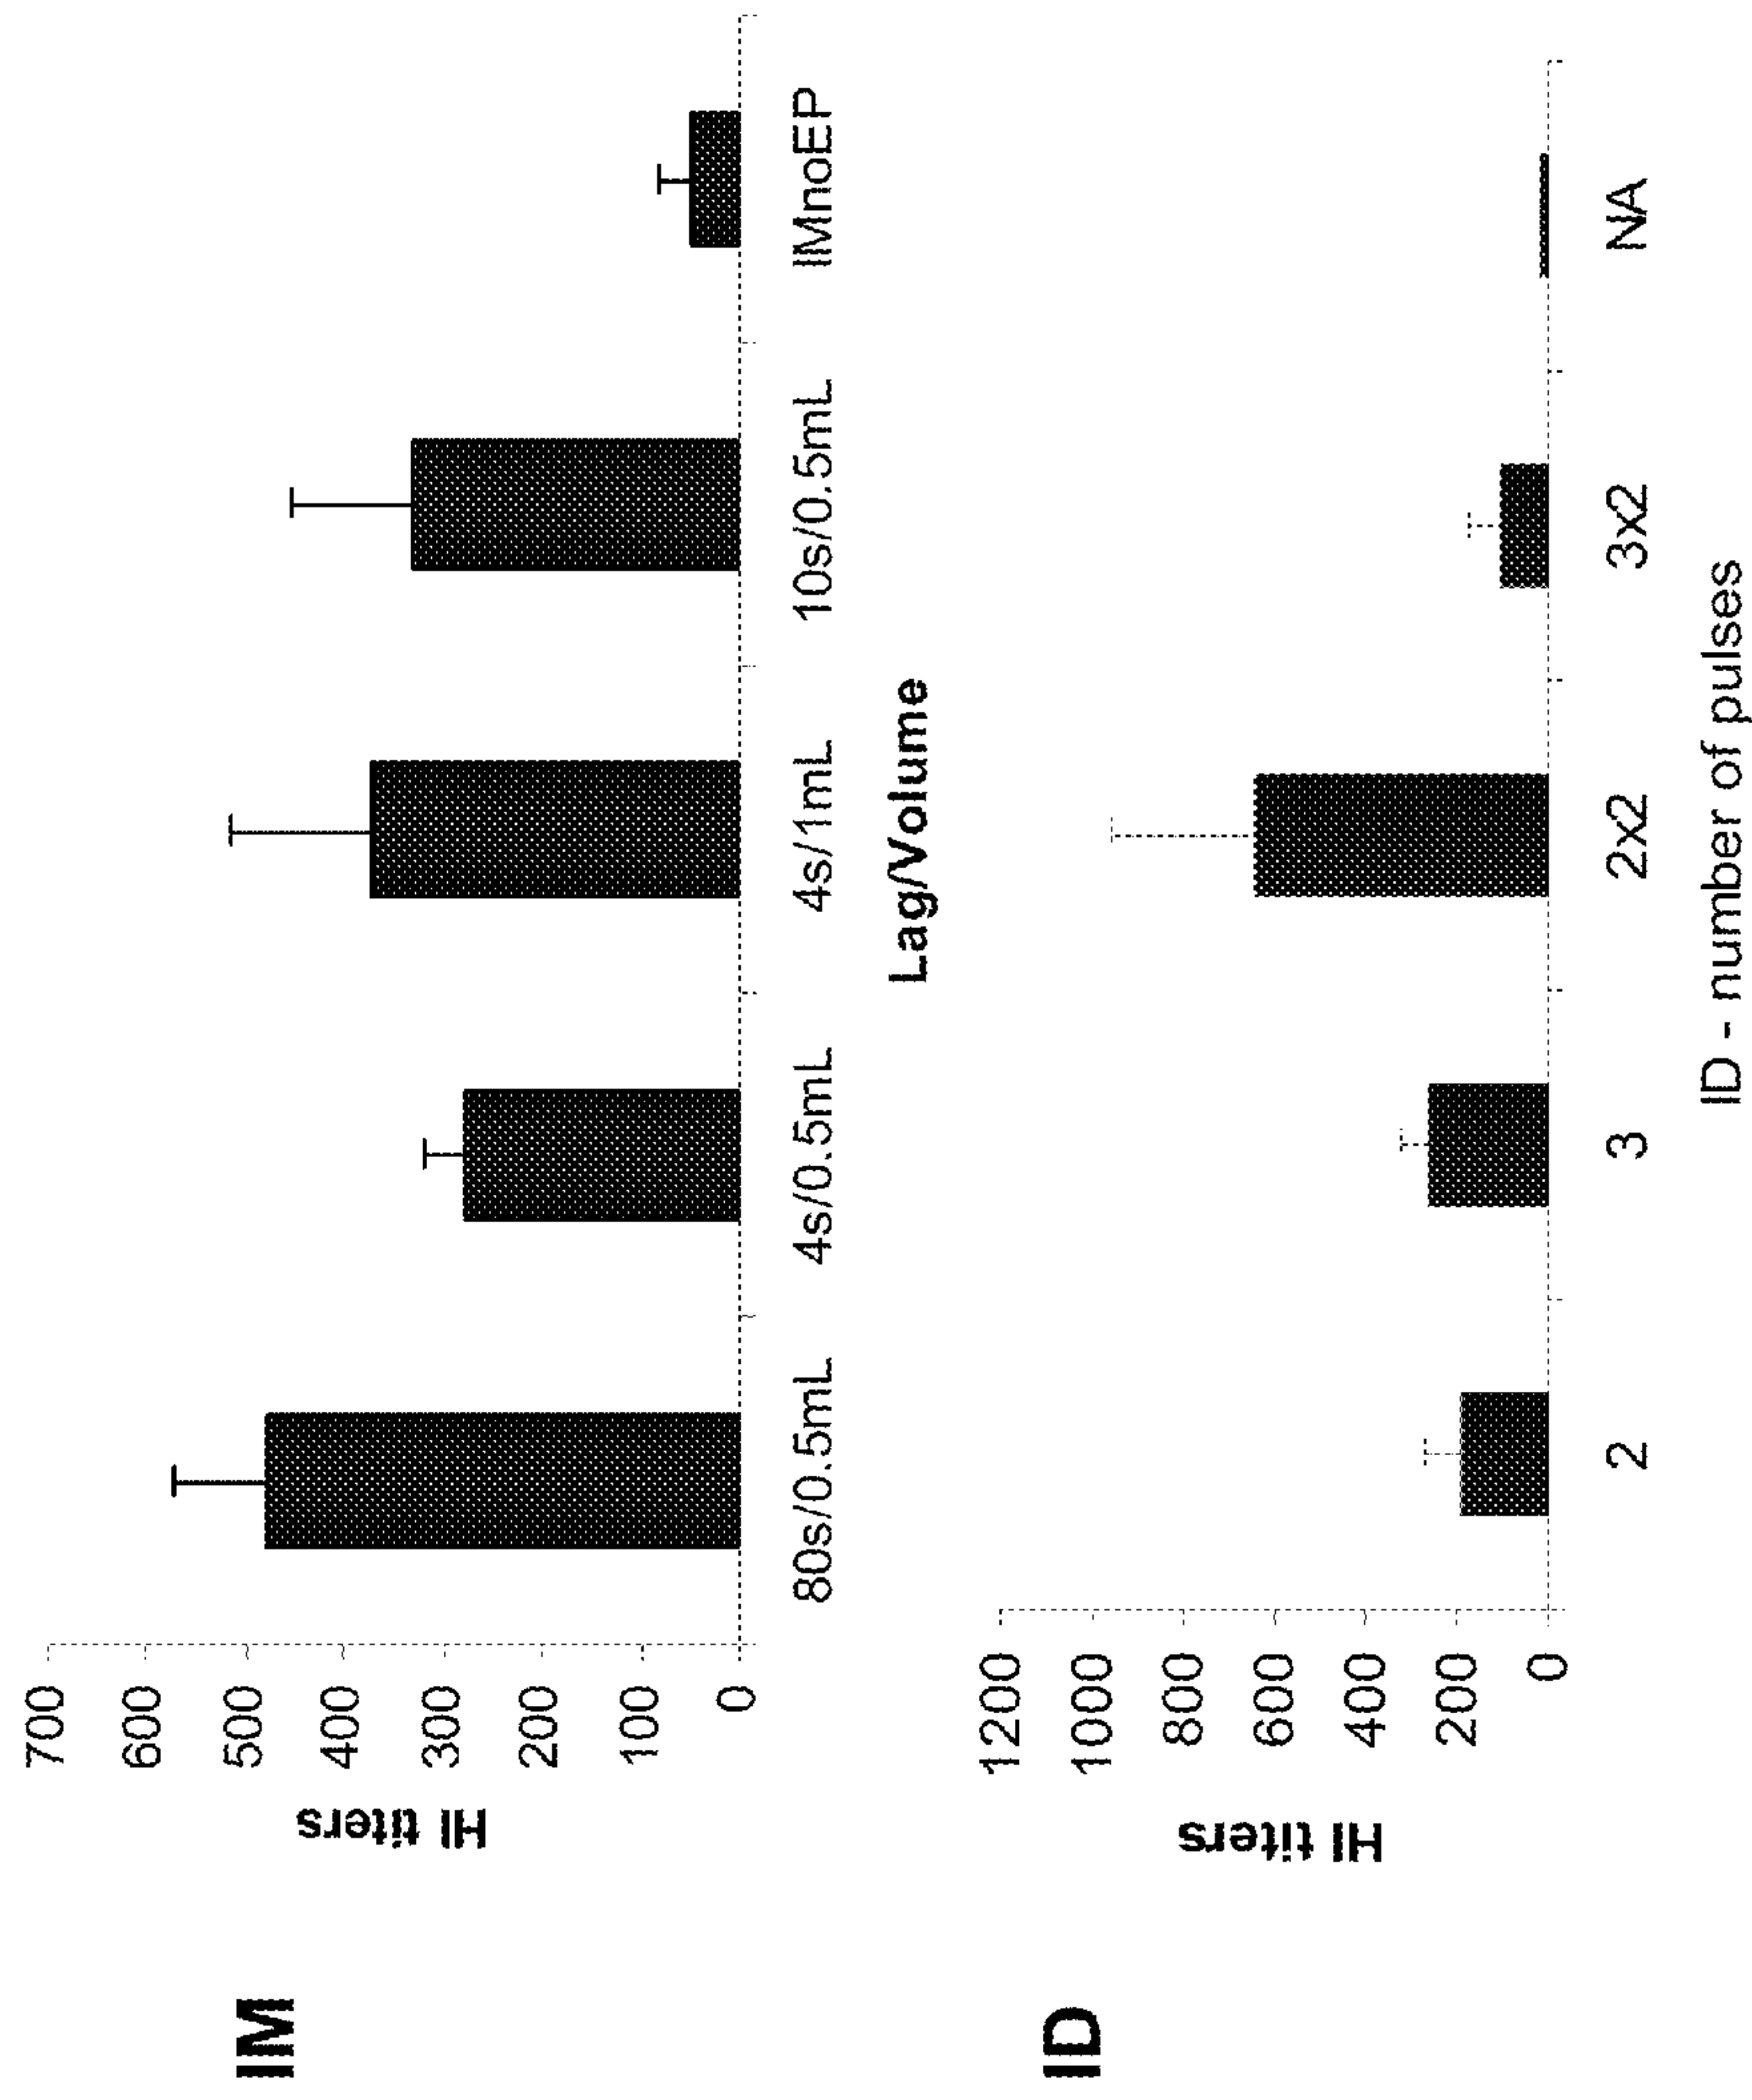 IM
HI titers
700
600
500
400
300
200
100
0
80s/0.5mL 4s/0.5mL 4s/1mL 10s/0.5mL IMnoEP
Lag/Volume
ID
HI titers
1200
1000
800
600
400
200
0
2 3 2x2 3x2 NA
ID - number of pulses